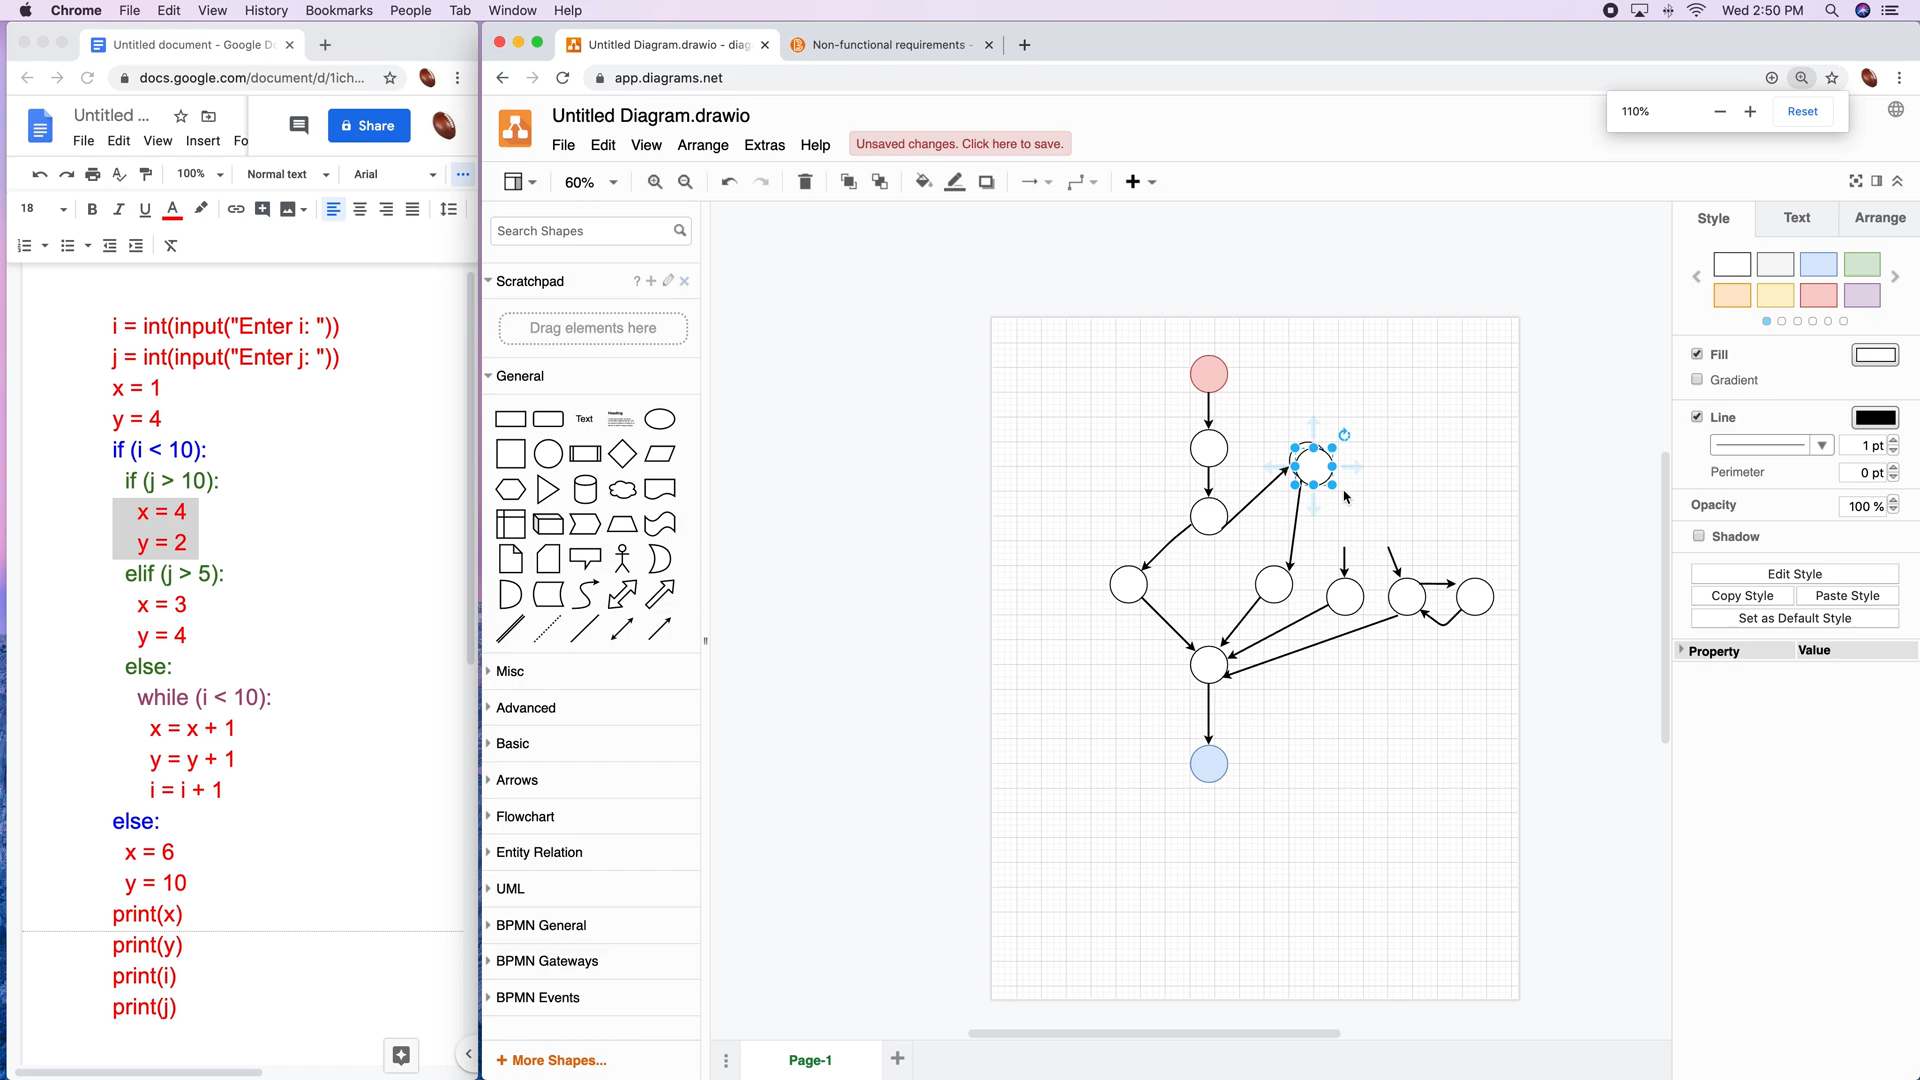 Chrome File Edit View History Bookmarks People Tab Window Help
Wed 2:50 PM
Untitled document - Google D
docs.google.com/document/d/1ich...
Untitled ...
Share
File Edit View Insert Fo
100% Normal text Arial
18 B I U A
i = int(input("Enter i: "))
j = int(input("Enter j: "))
x = 1
y = 4
if (i < 10):
if (j > 10):
x = 4
y = 2
elif (j > 5):
x = 3
y = 4
else:
while (i < 10):
x = x + 1
y = y + 1
i = i + 1
else:
x = 6
y = 10
print(x)
print(y)
print(i)
print(j)
Untitled Diagram.drawio - diag
Non-functional requirements -
app.diagrams.net
110%
Reset
Untitled Diagram.drawio
File Edit View Arrange Extras Help
Unsaved changes. Click here to save.
60%
Search Shapes
Scratchpad
?
Drag elements here
General
Text
Heading
Misc
Advanced
Basic
Arrows
Flowchart
Entity Relation
UML
BPMN General
BPMN Gateways
BPMN Events
+ More Shapes...
Page-1
Style Text Arrange
Fill
Gradient
Line
1 pt
Perimeter
0 pt
Opacity
100 %
Shadow
Edit Style
Copy Style Paste Style
Set as Default Style
Property Value